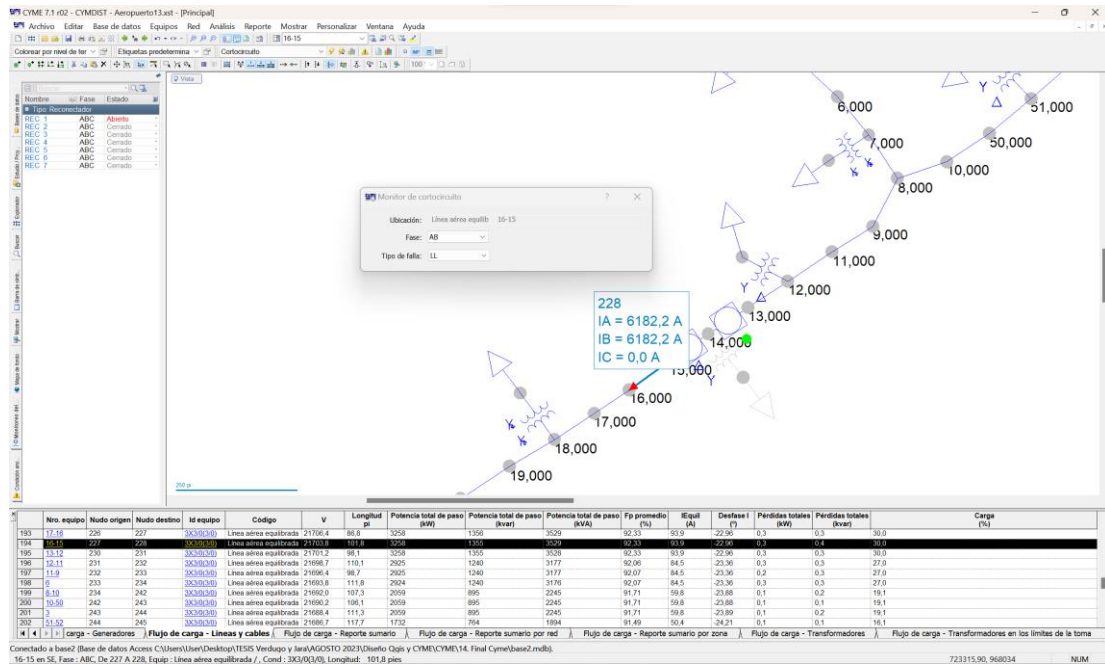 CYME 7.1 r02 - CYMDIST - Aeropuerto13.xst - [Principal]
Archivo Editar Base de datos Equipos Red Análisis Reporte Mostrar Personalizar Ventana Ayuda
16-15
Colorear por nivel de ter Etiquetas predetermina Cortocircuito
100
Vista
Nombre Fase Estado
Tipo: Reconectador
REC 1 ABC Abierto
REC 2 ABC Cerrado
REC 3 ABC Cerrado
REC 4 ABC Cerrado
REC 5 ABC Cerrado
REC 6 ABC Cerrado
REC 7 ABC Cerrado
Monitor de cortocircuito
Ubicación: Línea aérea equilib 16-15
Fase: AB
Tipo de falla: LL
6,000
51,000
7,000
50,000
10,000
8,000
9,000
11,000
12,000
13,000
14,000
15,000
16,000
17,000
18,000
19,000
228
IA = 6182,2 A
IB = 6182,2 A
IC = 0,0 A
Nro. equipo Nudo origen Nudo destino Id equipo Código V Longitud pi Potencia total de paso (kW) Potencia total de paso (kvar) Potencia total de paso (kVA) Fp promedio (%) IEquil (A) Desfase I (°) Pérdidas totales (kW) Pérdidas totales (kvar) Carga (%)
193 17-16 226 227 3X3/0(3/0) Línea aérea equilibrada 21706,4 88,8 3258 1356 3529 92,33 93,9 -22,96 0,3 0,3 30,0
194 16-15 227 228 3X3/0(3/0) Línea aérea equilibrada 21703,8 101,8 3258 1355 3529 92,33 93,9 -22,96 0,3 0,4 30,0
195 13-12 230 231 3X3/0(3/0) Línea aérea equilibrada 21701,2 98,1 3258 1355 3528 92,33 93,9 -22,96 0,3 0,3 30,0
196 12-11 231 232 3X3/0(3/0) Línea aérea equilibrada 21698,7 110,1 2925 1240 3177 92,06 84,5 -23,36 0,3 0,3 27,0
197 11-9 232 233 3X3/0(3/0) Línea aérea equilibrada 21696,4 98,7 2925 1240 3177 92,07 84,5 -23,36 0,2 0,3 27,0
198 6 233 234 3X3/0(3/0) Línea aérea equilibrada 21693,8 111,8 2924 1240 3176 92,07 84,5 -23,36 0,3 0,3 27,0
199 8-10 234 242 3X3/0(3/0) Línea aérea equilibrada 21692,0 107,3 2059 895 2245 91,71 59,8 -23,88 0,1 0,2 19,1
200 10-50 242 243 3X3/0(3/0) Línea aérea equilibrada 21690,2 106,1 2059 895 2245 91,71 59,8 -23,88 0,1 0,1 19,1
201 3 243 244 3X3/0(3/0) Línea aérea equilibrada 21688,4 111,3 2059 895 2245 91,71 59,8 -23,89 0,1 0,2 19,1
202 51-52 244 245 3X3/0(3/0) Línea aérea equilibrada 21686,7 117,7 1732 764 1894 91,49 50,4 -24,21 0,1 0,1 16,1
carga - Generadores Flujo de carga - Líneas y cables Flujo de carga - Reporte sumario Flujo de carga - Reporte sumario por red Flujo de carga - Reporte sumario por zona Flujo de carga - Transformadores Flujo de carga - Transformadores en los límites de la toma
Conectado a base2 (Base de datos Access C:\Users\User\Desktop\TESIS Verdugo y Jara\AGOSTO 2023\Diseño Qgis y CYME\CYME\14. Final Cyme\base2.mdb).
16-15 en SE, Fase : ABC, De 227 A 228, Equip : Línea aérea equilibrada / , Cond : 3X3/0(3/0), Longitud: 101,8 pies 723315,90, 968034 NUM